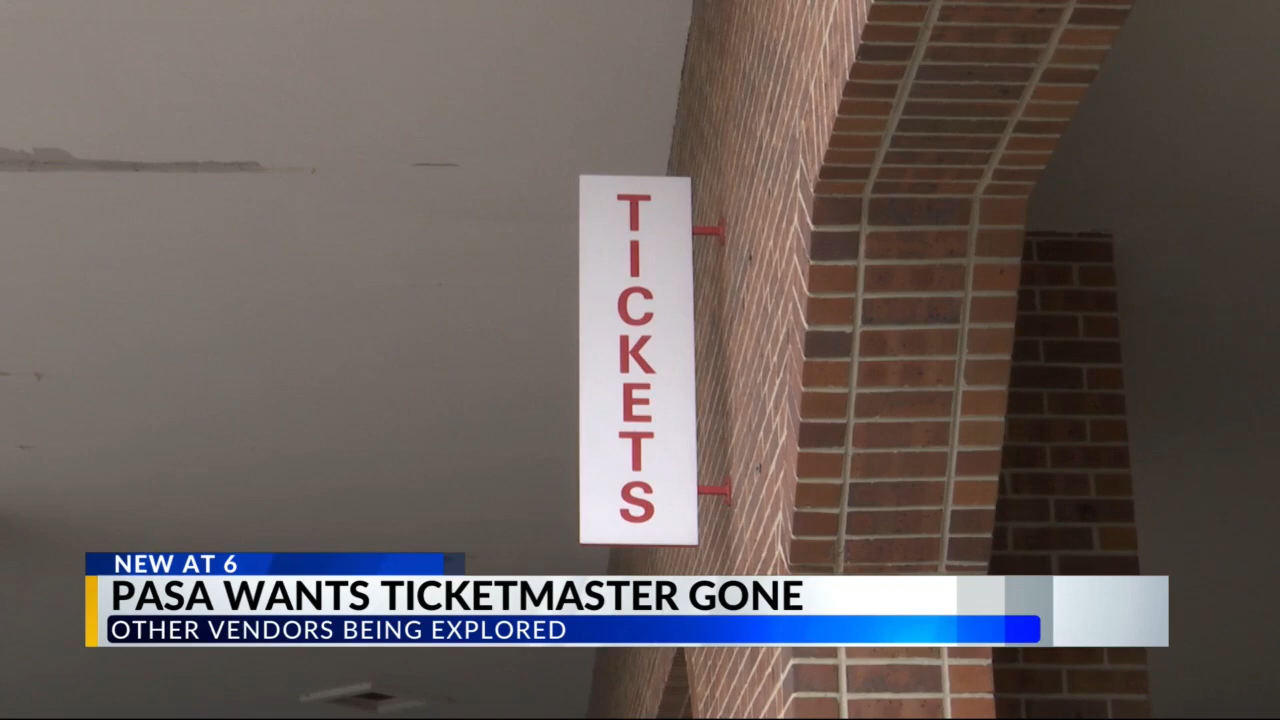 TICKETS
NEW AT 6
PASA WANTS TICKETMASTER GONE
OTHER VENDORS BEING EXPLORED